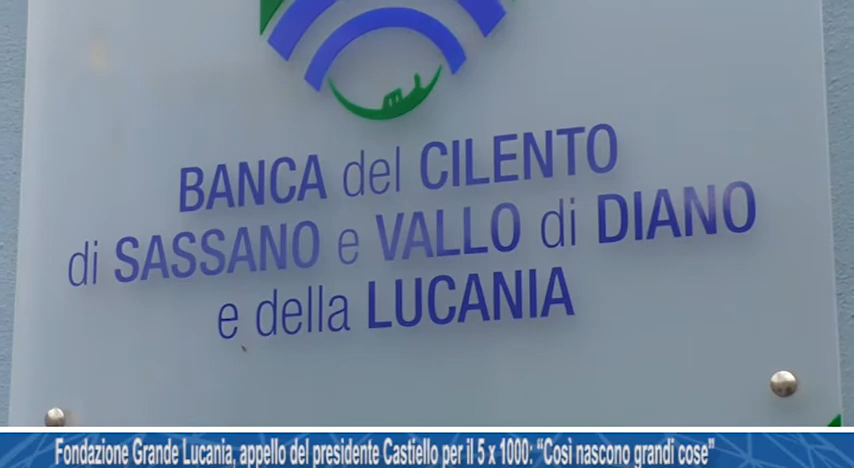 BANCA del CILENTO
di SASSANO e VALLO di DIANO
e della LUCANIA
Fondazione Grande Lucania, appello del presidente Castiello per il 5 x 1000: “Così nascono grandi cose”